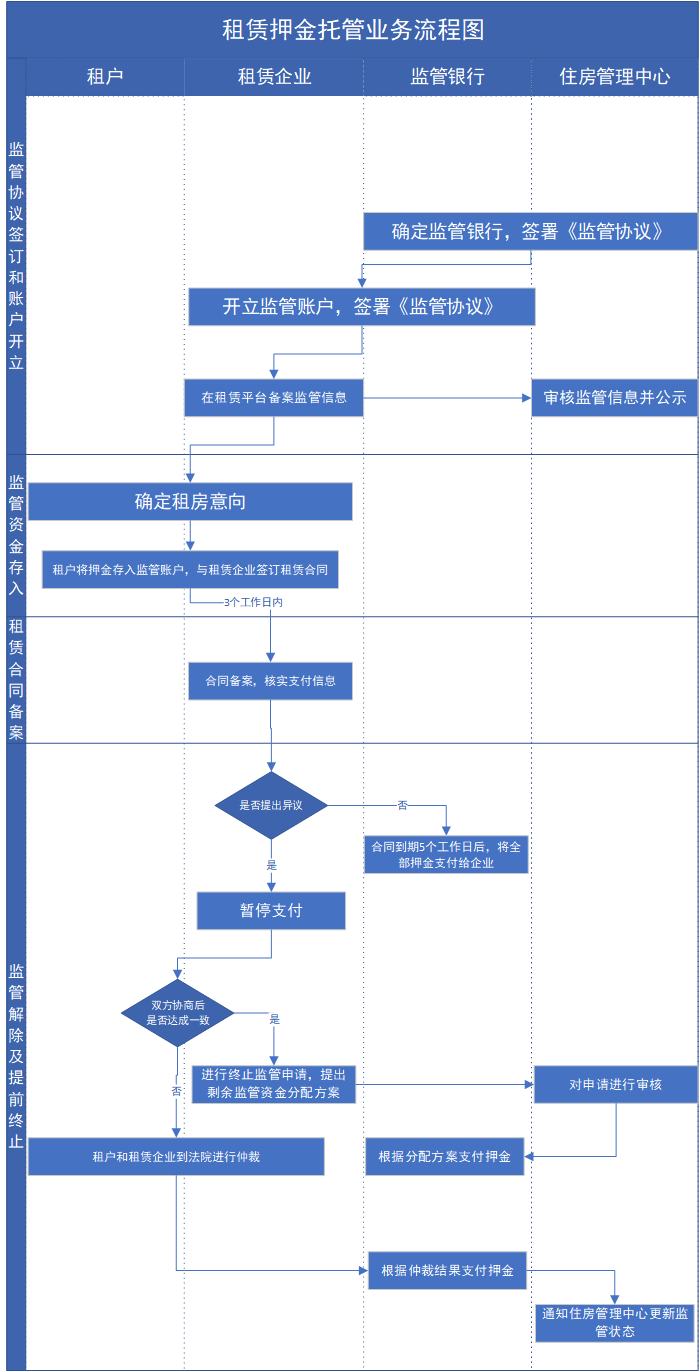 租赁押金托管业务流程图
租户
租赁企业
监管银行
住房管理中心
监管协议签订和账户开立
确定监管银行，签署《监管协议》
开立监管账户，签署《监管协议》
在租赁平台备案监管信息
审核监管信息并公示
监管资金存入
确定租房意向
租户将押金存入监管账户，与租赁企业签订租赁合同
3个工作日内
租赁合同备案
合同备案，核实支付信息
监管解除及提前终止
是否提出异议
否
合同到期5个工作日后，将全
部押金支付给企业
是
暂停支付
双方协商后
是否达成一致
是
进行终止监管申请，提出
剩余监管资金分配方案
对申请进行审核
否
租户和租赁企业到法院进行仲裁
根据分配方案支付押金
根据仲裁结果支付押金
通知住房管理中心更新监
管状态